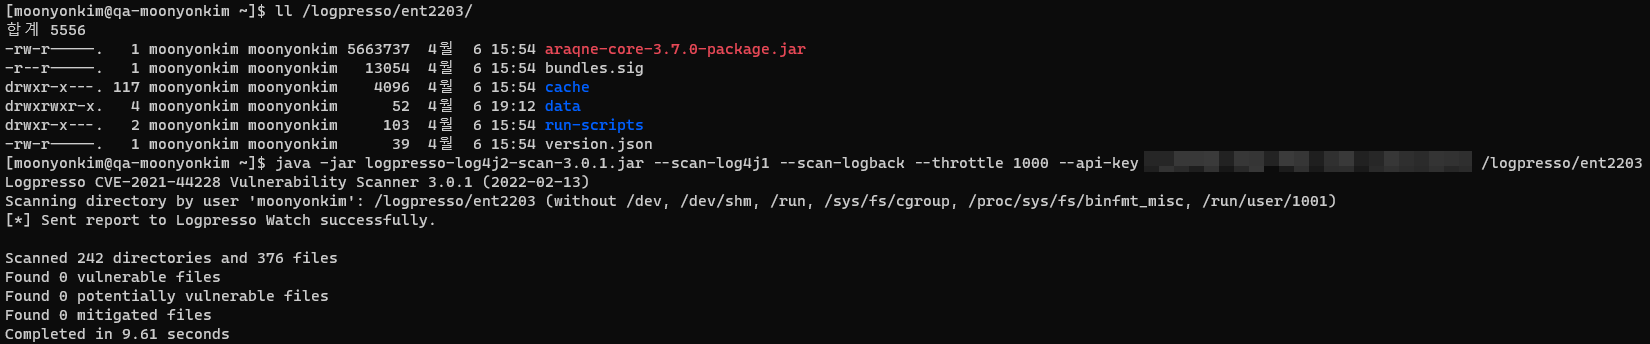 [moonyonkim@qa-moonyonkim ~]$ ll /logpresso/ent2203/
합계 5556
-rw-r-----.   1 moonyonkim moonyonkim 5663737  4월  6 15:54 araqne-core-3.7.0-package.jar
-r--r-----.   1 moonyonkim moonyonkim   13054  4월  6 15:54 bundles.sig
drwxr-x---. 117 moonyonkim moonyonkim    4096  4월  6 15:54 cache
drwxrwxr-x.   4 moonyonkim moonyonkim      52  4월  6 19:12 data
drwxr-x---.   2 moonyonkim moonyonkim     103  4월  6 15:54 run-scripts
-rw-r-----.   1 moonyonkim moonyonkim      39  4월  6 15:54 version.json
[moonyonkim@qa-moonyonkim ~]$ java -jar logpresso-log4j2-scan-3.0.1.jar --scan-log4j1 --scan-logback --throttle 1000 --api-key /logpresso/ent2203
Logpresso CVE-2021-44228 Vulnerability Scanner 3.0.1 (2022-02-13)
Scanning directory by user 'moonyonkim': /logpresso/ent2203 (without /dev, /dev/shm, /run, /sys/fs/cgroup, /proc/sys/fs/binfmt_misc, /run/user/1001)
[*] Sent report to Logpresso Watch successfully.
Scanned 242 directories and 376 files
Found 0 vulnerable files
Found 0 potentially vulnerable files
Found 0 mitigated files
Completed in 9.61 seconds